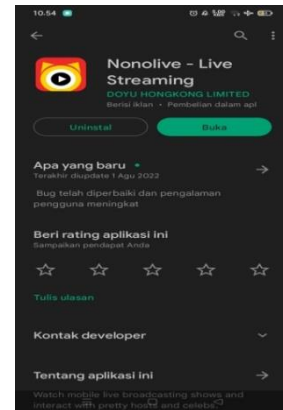 10.54
Nonolive - Live
Streaming
DOYU HONGKONG LIMITED
Berisi iklan • Pembelian dalam apl
Uninstal
Buka
Apa yang baru •
Terakhir diupdate 1 Agu 2022
Bug telah diperbaiki dan pengalaman
pengguna meningkat
Beri rating aplikasi ini
Sampaikan pendapat Anda
Tulis ulasan
Kontak developer
Tentang aplikasi ini
Watch mobile live broadcasting shows and
interact with pretty hosts and celebs.